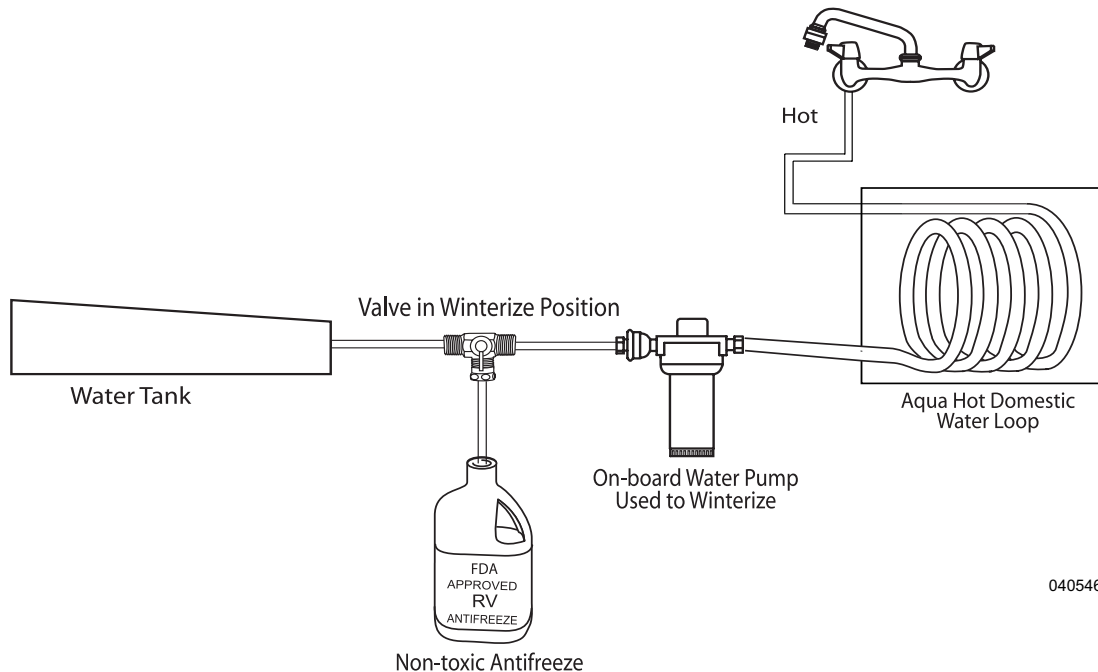 Hot
Valve in Winterize Position
Water Tank
Aqua Hot Domestic
Water Loop
On-board Water Pump
Used to Winterize
FDA
APPROVED
RV
ANTIFREEZE
Non-toxic Antifreeze
040546